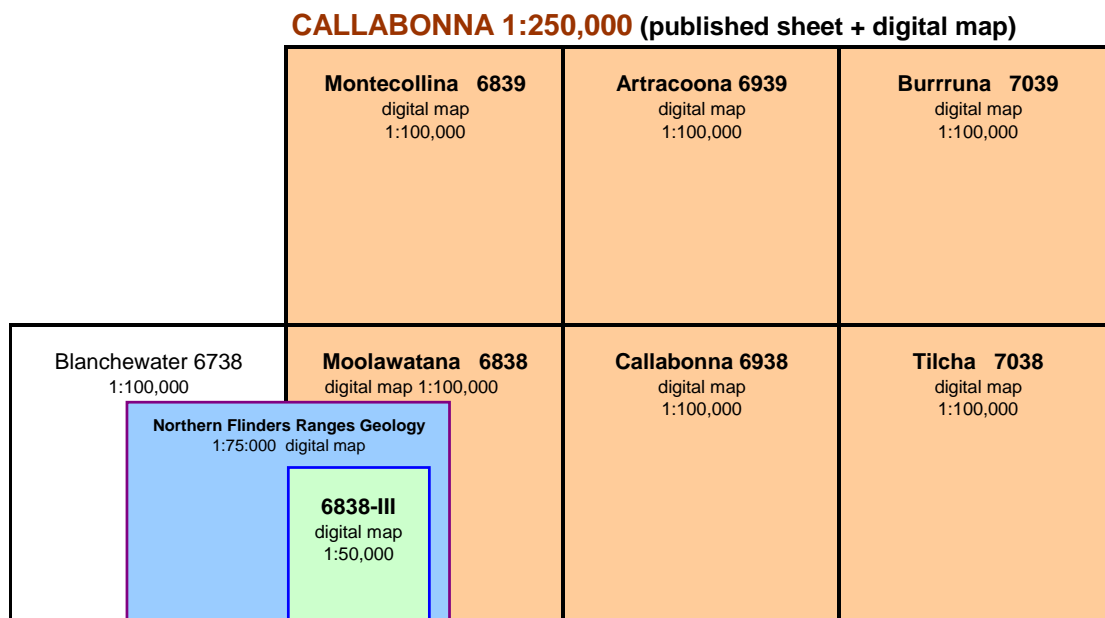 CALLABONNA 1:250,000 (published sheet + digital map)
Montecollina 6839
digital map
1:100,000
Artracoona 6939
digital map
1:100,000
Burrruna 7039
digital map
1:100,000
Blanchewater 6738
1:100,000
Moolawatana 6838
digital map 1:100,000
Callabonna 6938
digital map
1:100,000
Tilcha 7038
digital map
1:100,000
Northern Flinders Ranges Geology
1:75:000 digital map
6838-III
digital map
1:50,000